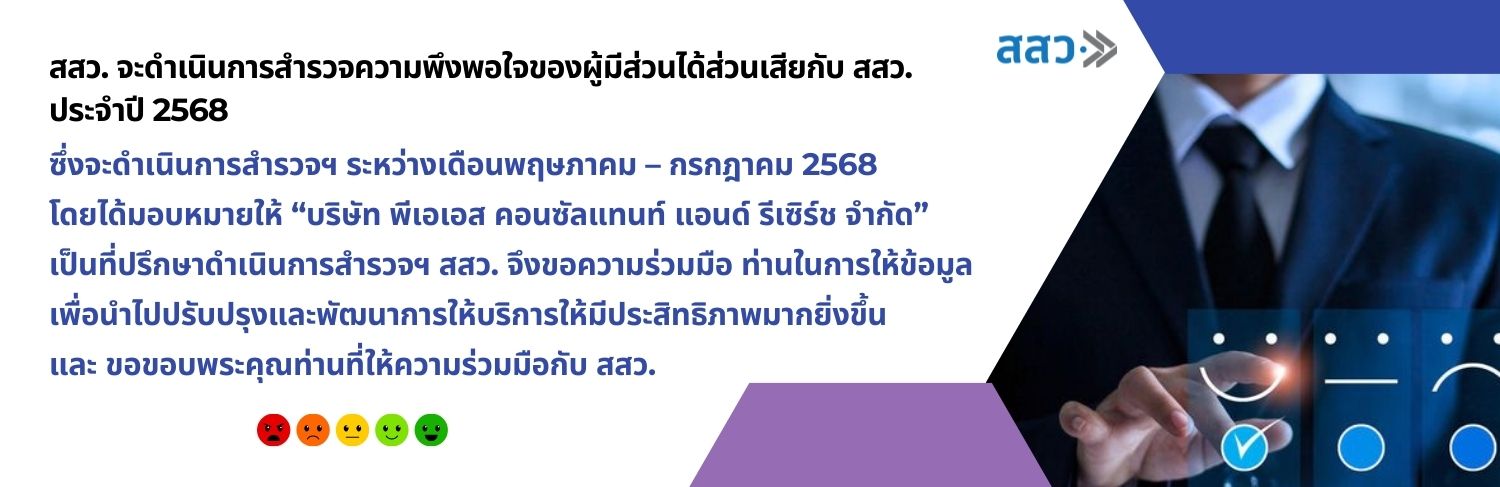 สสว.
สสว. จะดำเนินการสำรวจความพึงพอใจของผู้มีส่วนได้ส่วนเสียกับ สสว.
ประจำปี 2568
ซึ่งจะดำเนินการสำรวจฯ ระหว่างเดือนพฤษภาคม – กรกฎาคม 2568
โดยได้มอบหมายให้ “บริษัท พีเอเอส คอนซัลแทนท์ แอนด์ รีเซิร์ช จำกัด”
เป็นที่ปรึกษาดำเนินการสำรวจฯ สสว. จึงขอความร่วมมือ ท่านในการให้ข้อมูล
เพื่อนำไปปรับปรุงและพัฒนาการให้บริการให้มีประสิทธิภาพมากยิ่งขึ้น
และ ขอขอบพระคุณท่านที่ให้ความร่วมมือกับ สสว.